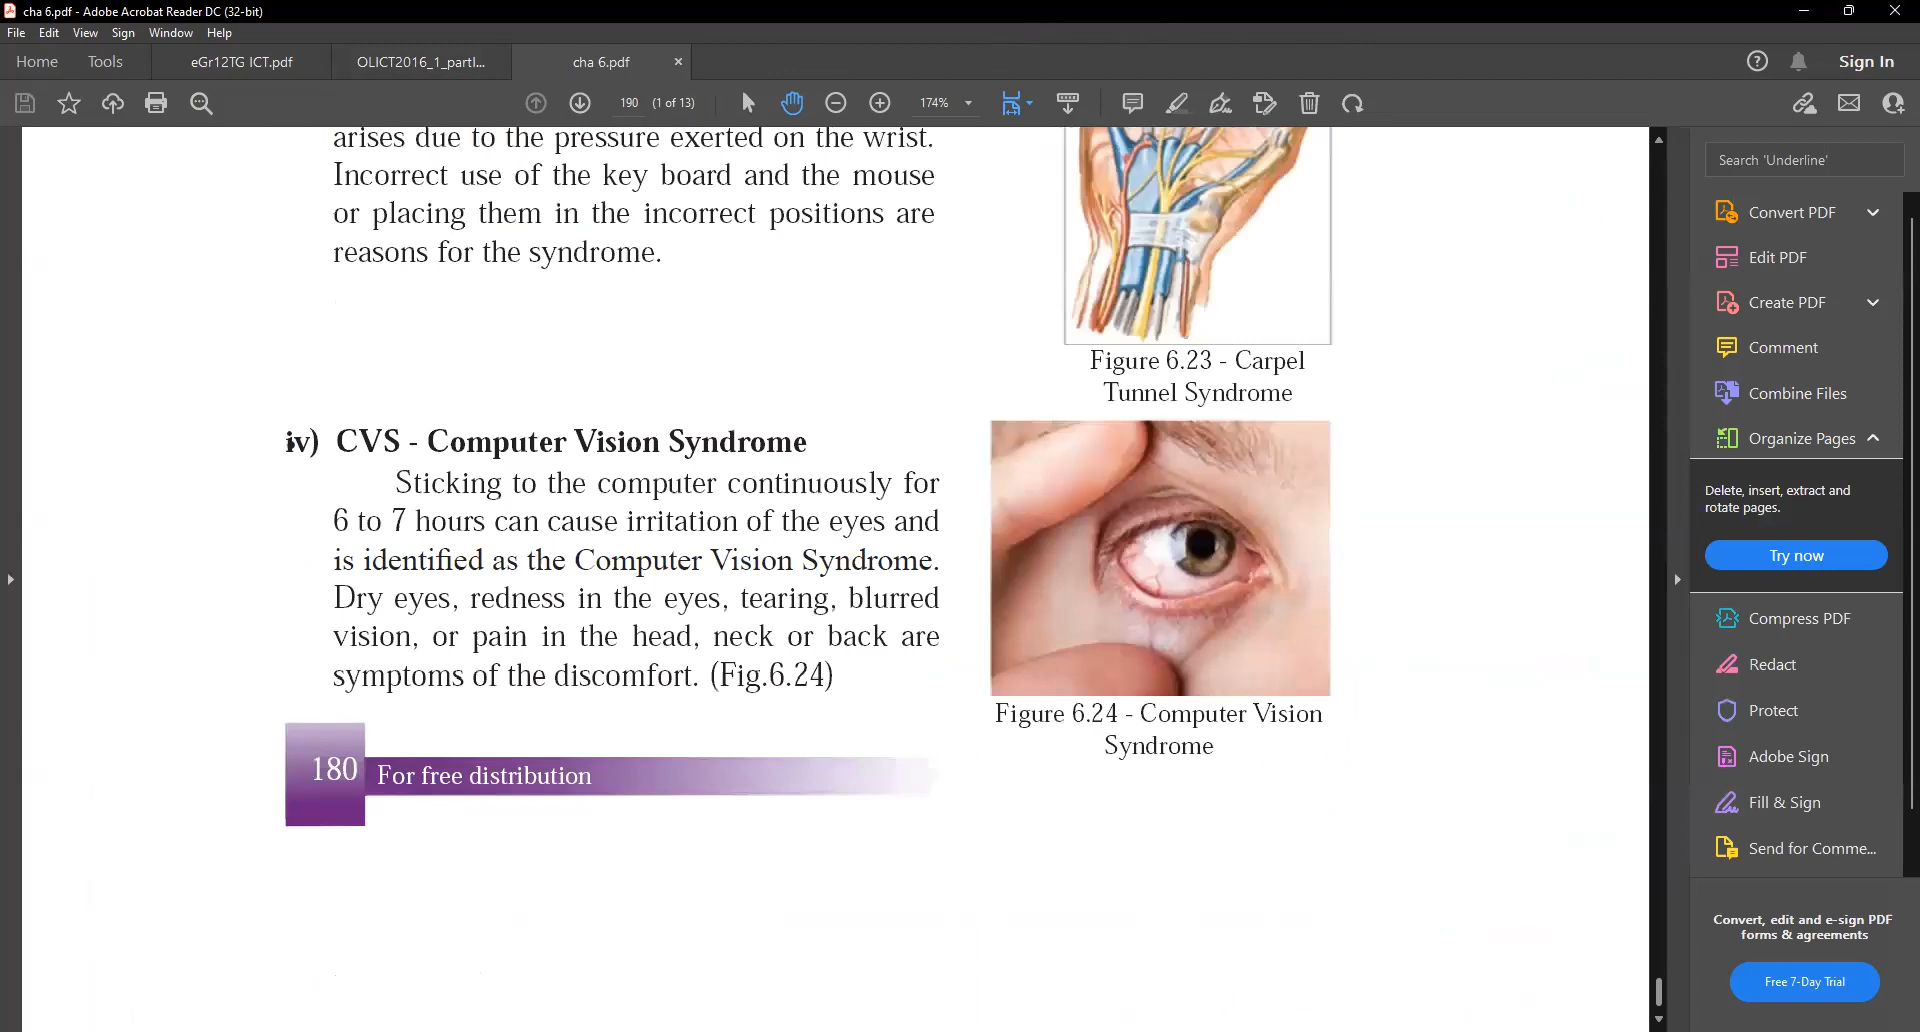 cha 6.pdf - Adobe Acrobat Reader DC (32-bit)
File Edit View Sign Window Help
Home Tools eGr12TG ICT.pdf OLICT2016_1_partI... cha 6.pdf Sign In
190 (1 of 13) 174%
arises due to the pressure exerted on the wrist.
Incorrect use of the key board and the mouse
or placing them in the incorrect positions are
reasons for the syndrome.
Figure 6.23 - Carpel
Tunnel Syndrome
iv) CVS - Computer Vision Syndrome
Sticking to the computer continuously for
6 to 7 hours can cause irritation of the eyes and
is identified as the Computer Vision Syndrome.
Dry eyes, redness in the eyes, tearing, blurred
vision, or pain in the head, neck or back are
symptoms of the discomfort. (Fig.6.24)
Figure 6.24 - Computer Vision
Syndrome
180 For free distribution
Search 'Underline'
Convert PDF
Edit PDF
Create PDF
Comment
Combine Files
Organize Pages
Delete, insert, extract and
rotate pages.
Try now
Compress PDF
Redact
Protect
Adobe Sign
Fill & Sign
Send for Comme...
Convert, edit and e-sign PDF
forms & agreements
Free 7-Day Trial